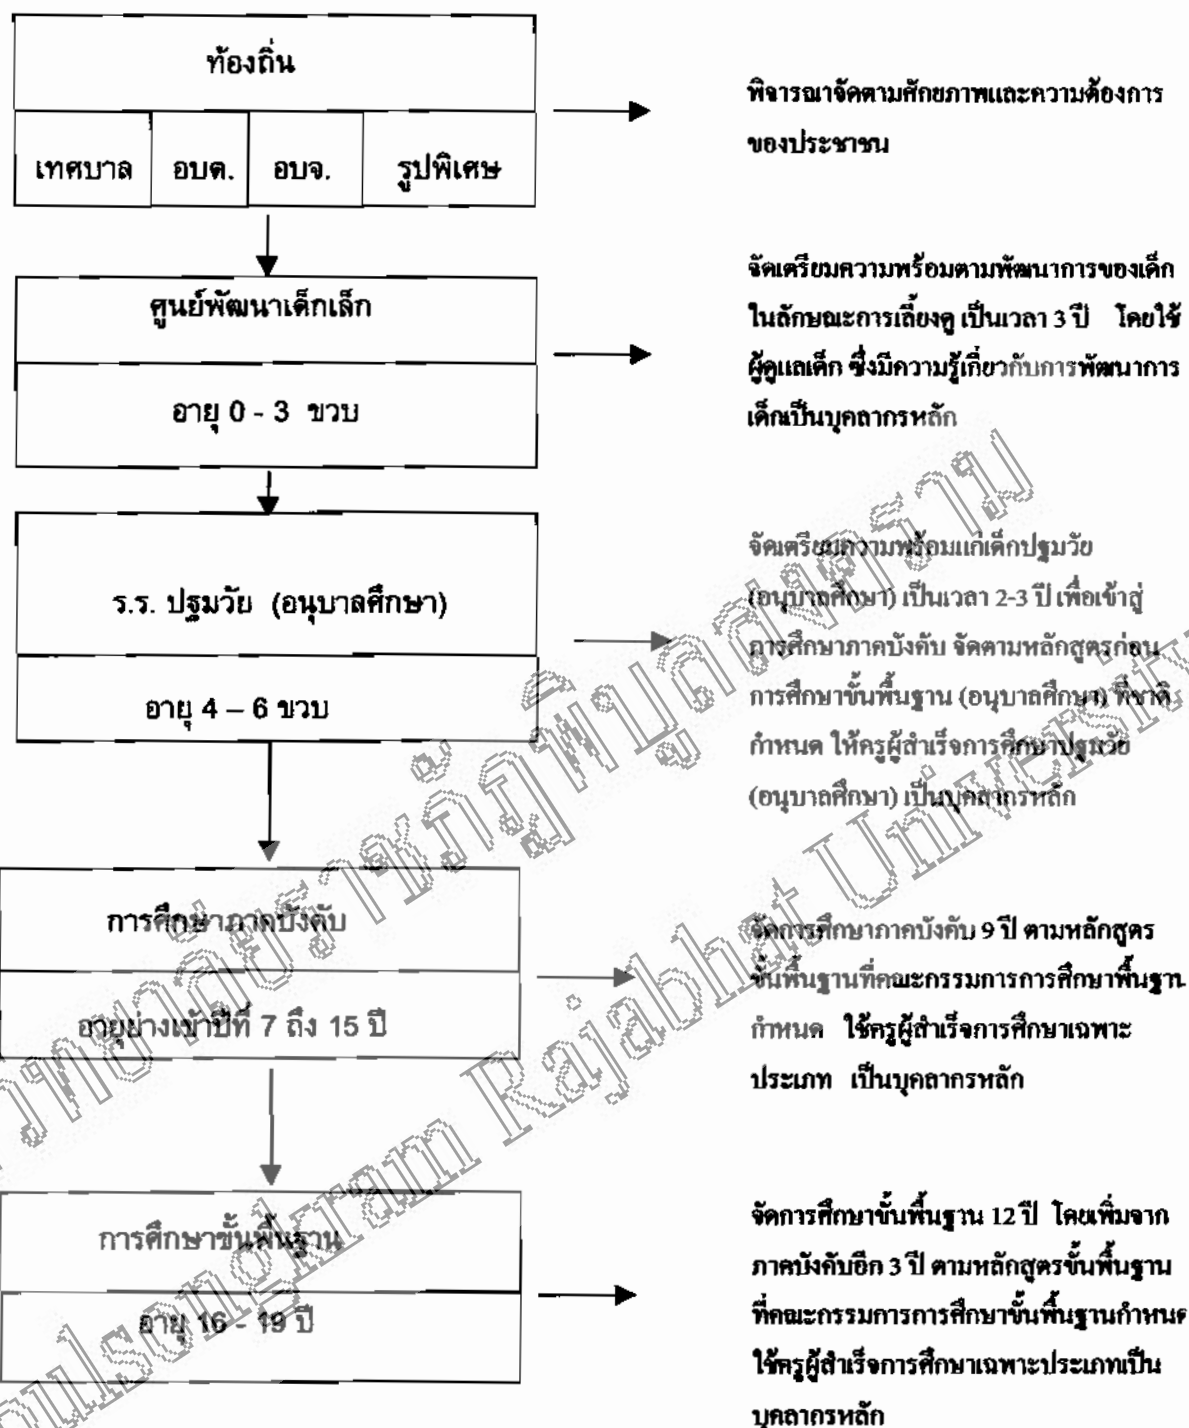 ท้องถิ่น
เทศบาล อบต. อบจ. รูปพิเศษ
พิจารณาจัดตามศักยภาพและความต้องการ
ของประชาชน
ศูนย์พัฒนาเด็กเล็ก
อายุ 0 - 3 ขวบ
จัดเตรียมความพร้อมตามพัฒนาการของเด็ก
ในลักษณะการเลี้ยงดู เป็นเวลา 3 ปี โดยใช้
ผู้ดูแลเด็ก ซึ่งมีความรู้เกี่ยวกับการพัฒนาการ
เด็กเป็นบุคลากรหลัก
ร.ร. ปฐมวัย (อนุบาลศึกษา)
อายุ 4 – 6 ขวบ
จัดเตรียมความพร้อมแก่เด็กปฐมวัย
(อนุบาลศึกษา) เป็นเวลา 2-3 ปี เพื่อเข้าสู่
การศึกษาภาคบังคับ จัดตามหลักสูตรก่อน
การศึกษาขั้นพื้นฐาน (อนุบาลศึกษา) ที่ชาติ
กำหนด ให้ครูผู้สำเร็จการศึกษาปฐมวัย
(อนุบาลศึกษา) เป็นบุคลากรหลัก
การศึกษาภาคบังคับ
อายุย่างเข้าปีที่ 7 ถึง 15 ปี
จัดการศึกษาภาคบังคับ 9 ปี ตามหลักสูตร
ขั้นพื้นฐานที่คณะกรรมการการศึกษาพื้นฐาน
กำหนด ใช้ครูผู้สำเร็จการศึกษาเฉพาะ
ประเภท เป็นบุคลากรหลัก
การศึกษาขั้นพื้นฐาน
อายุ 16 - 19 ปี
จัดการศึกษาขั้นพื้นฐาน 12 ปี โดยเพิ่มจาก
ภาคบังคับอีก 3 ปี ตามหลักสูตรขั้นพื้นฐาน
ที่คณะกรรมการการศึกษาขั้นพื้นฐานกำหนด
ใช้ครูผู้สำเร็จการศึกษาเฉพาะประเภทเป็น
บุคลากรหลัก
วิทยาลัยราชภัฏพิบูลสงคราม
bulsongkram Rajabhat University